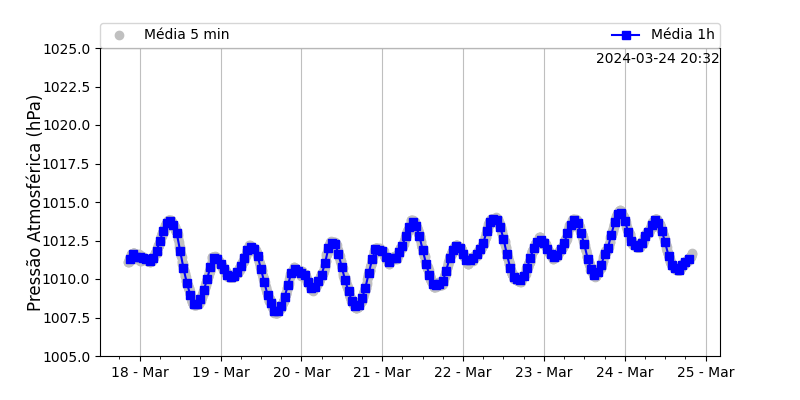 Média 5 min
Média 1h
2024-03-24 20:32
Pressão Atmosférica (hPa)
1025.0
1022.5
1020.0
1017.5
1015.0
1012.5
1010.0
1007.5
1005.0
18 - Mar
19 - Mar
20 - Mar
21 - Mar
22 - Mar
23 - Mar
24 - Mar
25 - Mar